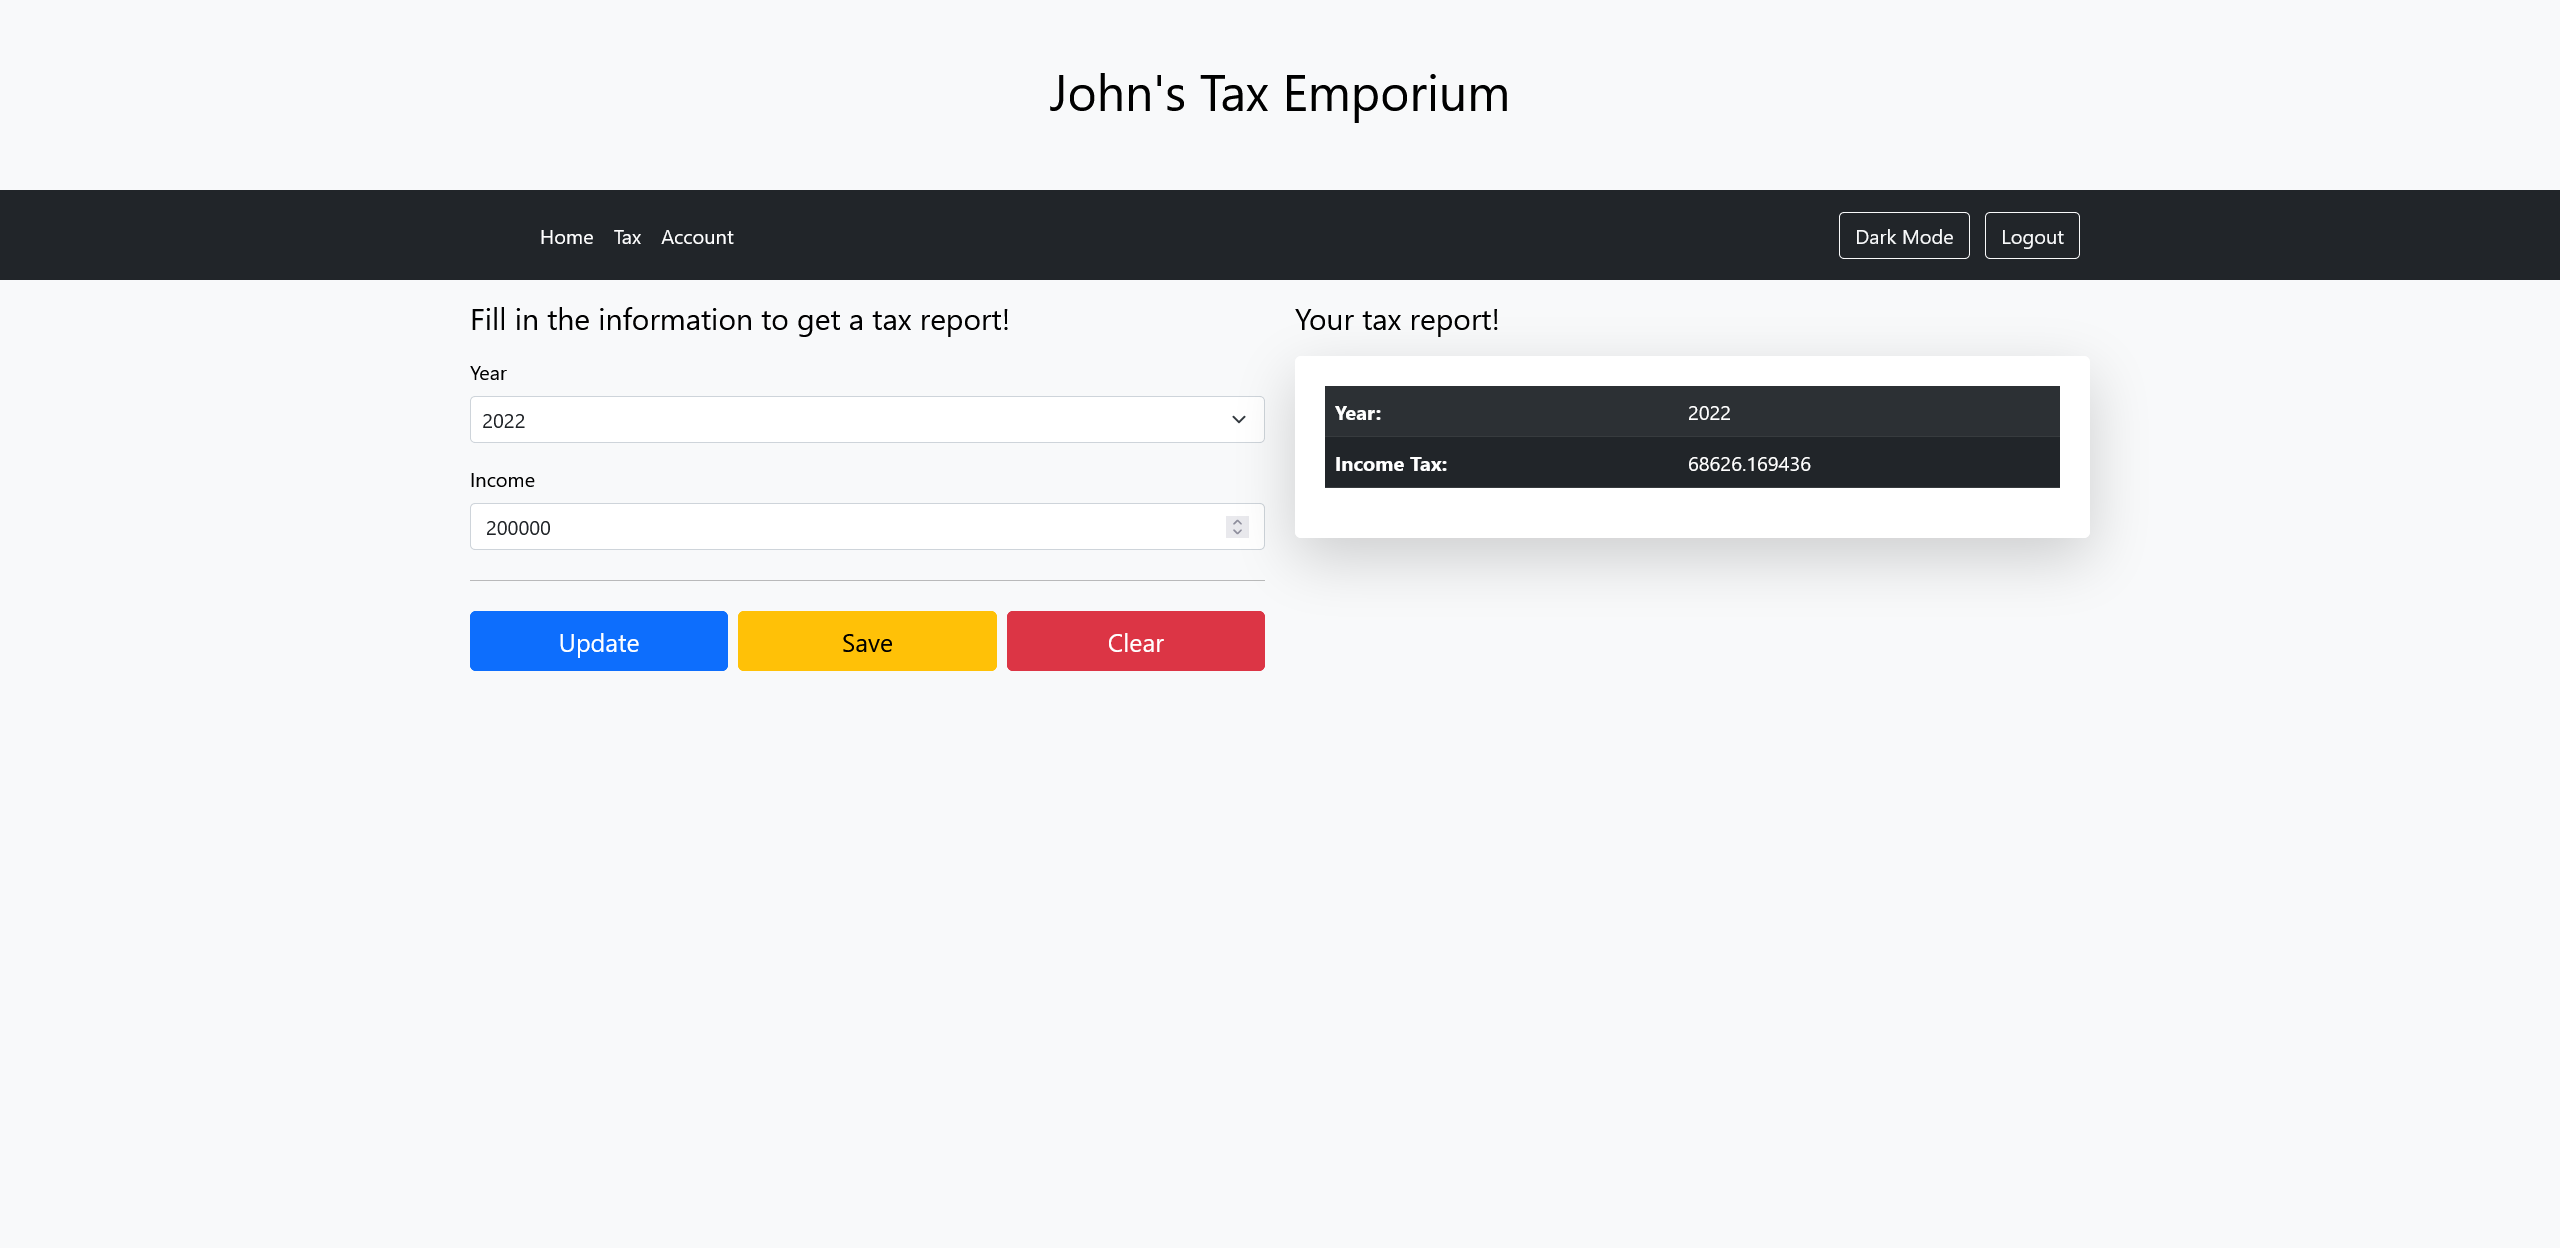 John's Tax Emporium
Home Tax Account Dark Mode Logout
Fill in the information to get a tax report!
Year
2022
Income
200000
Update Save Clear
Your tax report!
Year: 2022
Income Tax: 68626.169436